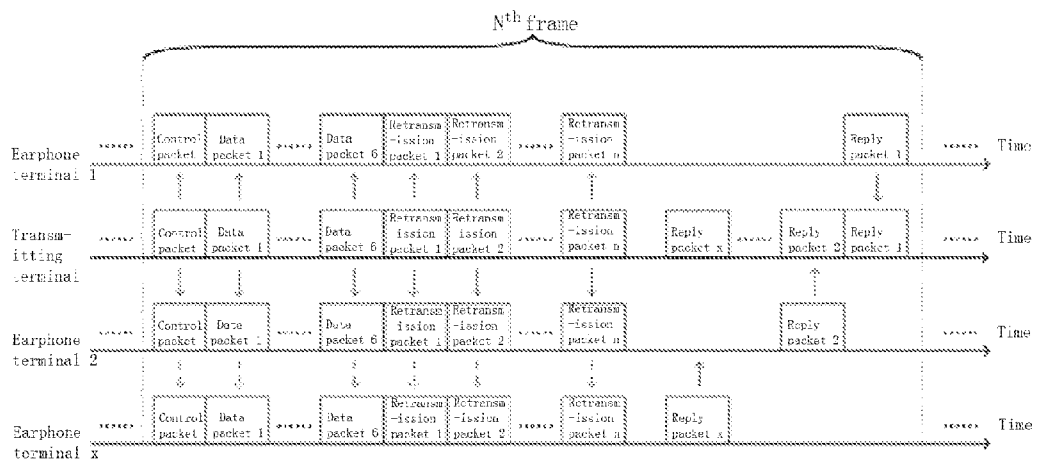 Nth frame
Control packet
Data packet 1
Data packet 6
Retransm-ission packet 1
Retransm-ission packet 2
Retransm-ission packet n
Reply packet 1
Earphone terminal 1
Time
Control packet
Data packet 1
Data packet 6
Retransm-ission packet 1
Retransm-ission packet 2
Retransm-ission packet n
Reply packet x
Reply packet 2
Reply packet 1
Transm-itting terminal
Time
Control packet
Data packet 1
Data packet 6
Retransm-ission packet 1
Retransm-ission packet 2
Retransm-ission packet n
Reply packet 2
Earphone terminal 2
Time
Control packet
Data packet 1
Data packet 6
Retransm-ission packet 1
Retransm-ission packet 2
Retransm-ission packet n
Reply packet x
Earphone terminal x
Time